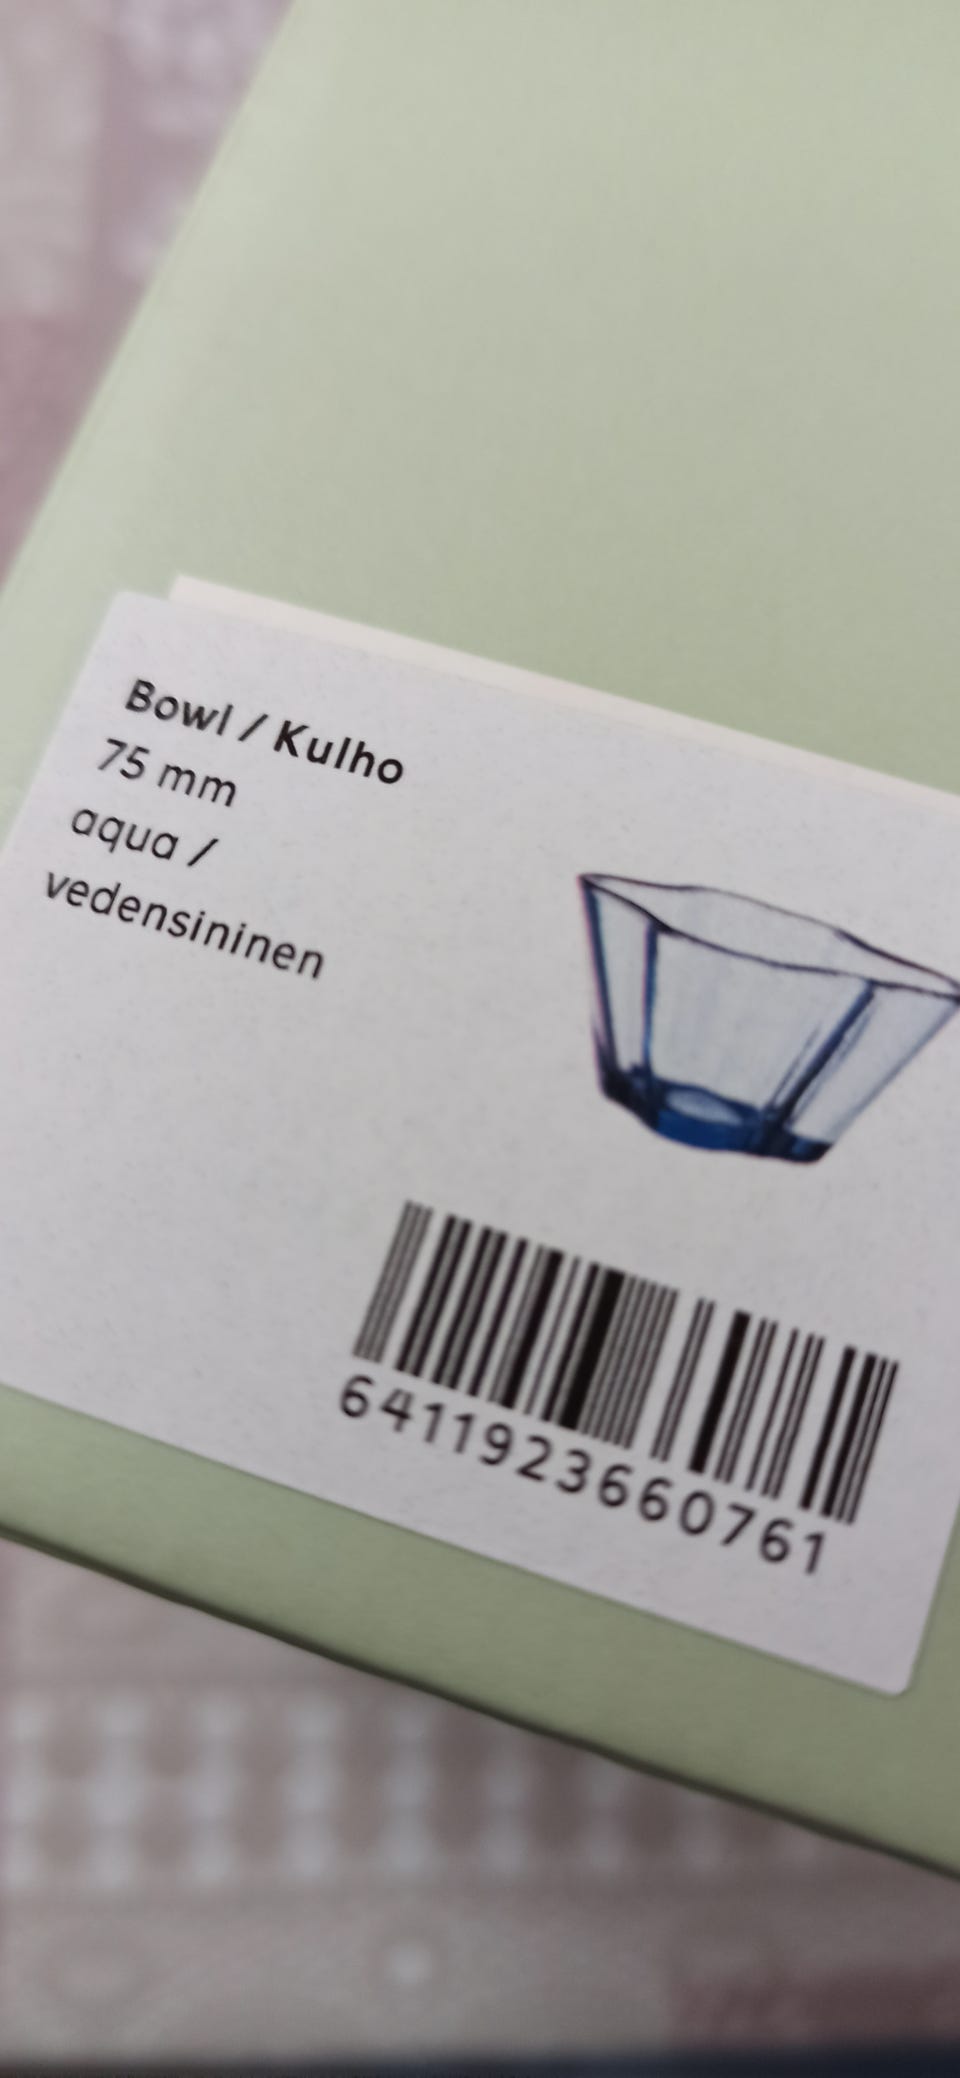 Bowl / Kulho
75 mm
aqua /
vedensininen
6411923660761